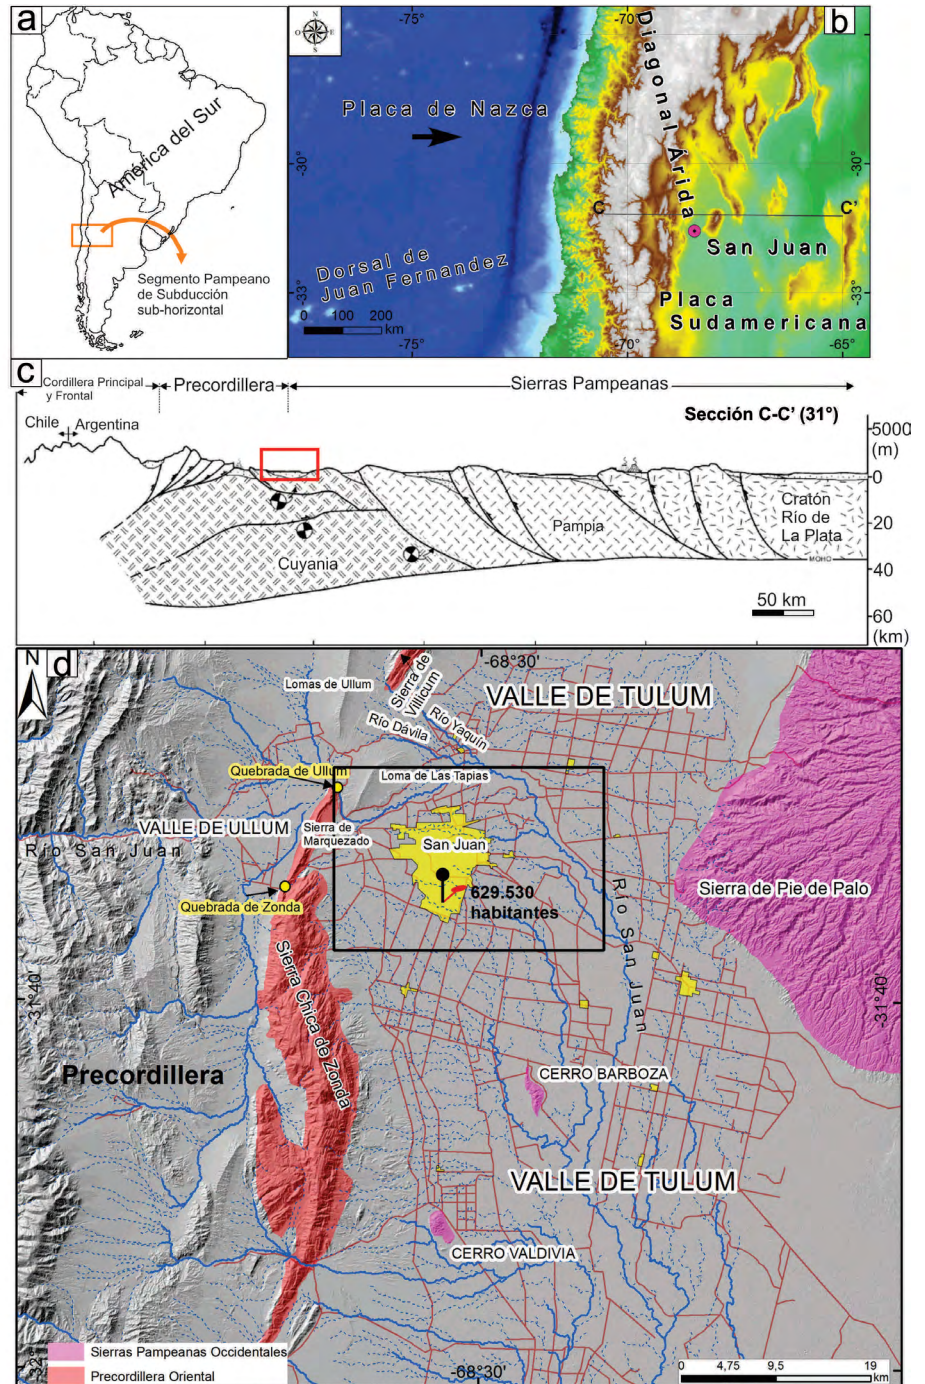 a
América del Sur
Segmento Pampeano
de Subducción
sub-horizontal
b
-75°
-70°
N
O
E
S
Placa de Nazca
Diagonal Árida
-30°
-30°
C
C'
San Juan
Dorsal de
Juan Fernandez
-33°
-33°
Placa
Sudamericana
0 100 200
km
-75°
-70°
-65°
c
Cordillera Principal
y Frontal
Precordillera
Sierras Pampeanas
Chile
Argentina
Sección C-C' (31°)
5000
(m)
0
20
40
60
(km)
Cuyania
Pampia
Cratón
Río de
La Plata
MOHO
50 km
d
N
-68°30'
Lomas de Ullum
Sierra de
Villicum
VALLE DE TULUM
Río Dávila
Río Yaquín
Quebrada de Ullum
Loma de Las Tapias
VALLE DE ULLUM
Sierra de
Marquezado
San Juan
Río San Juan
Quebrada de Zonda
629.530
habitantes
Río San Juan
Sierra de Pie de Palo
Sierra Chica de Zonda
-31°40'
-31°40'
Precordillera
CERRO BARBOZA
VALLE DE TULUM
CERRO VALDIVIA
Sierras Pampeanas Occidentales
Precordillera Oriental
-68°30'
0 4,75 9,5 19
km